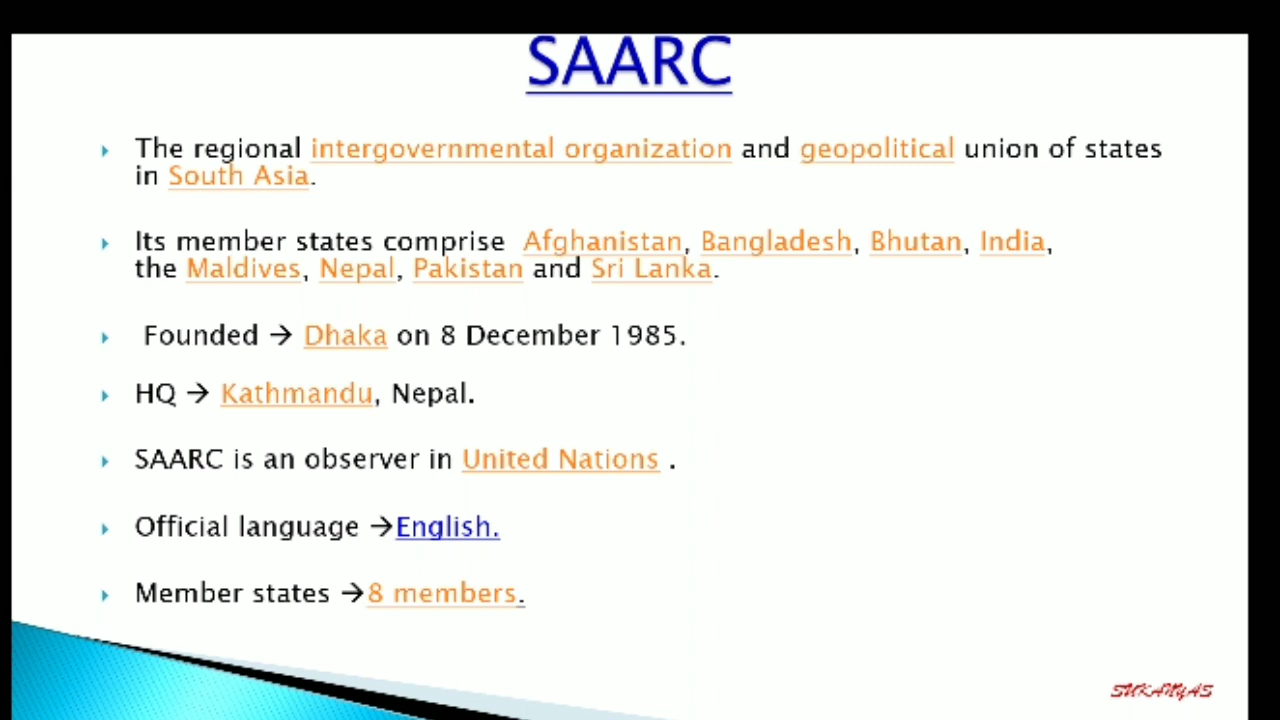 SAARC
The regional intergovernmental organization and geopolitical union of states
in South Asia.
Its member states comprise Afghanistan, Bangladesh, Bhutan, India,
the Maldives, Nepal, Pakistan and Sri Lanka.
Founded → Dhaka on 8 December 1985.
HQ → Kathmandu, Nepal.
SAARC is an observer in United Nations .
Official language →English.
Member states →8 members.
SUKANYAS